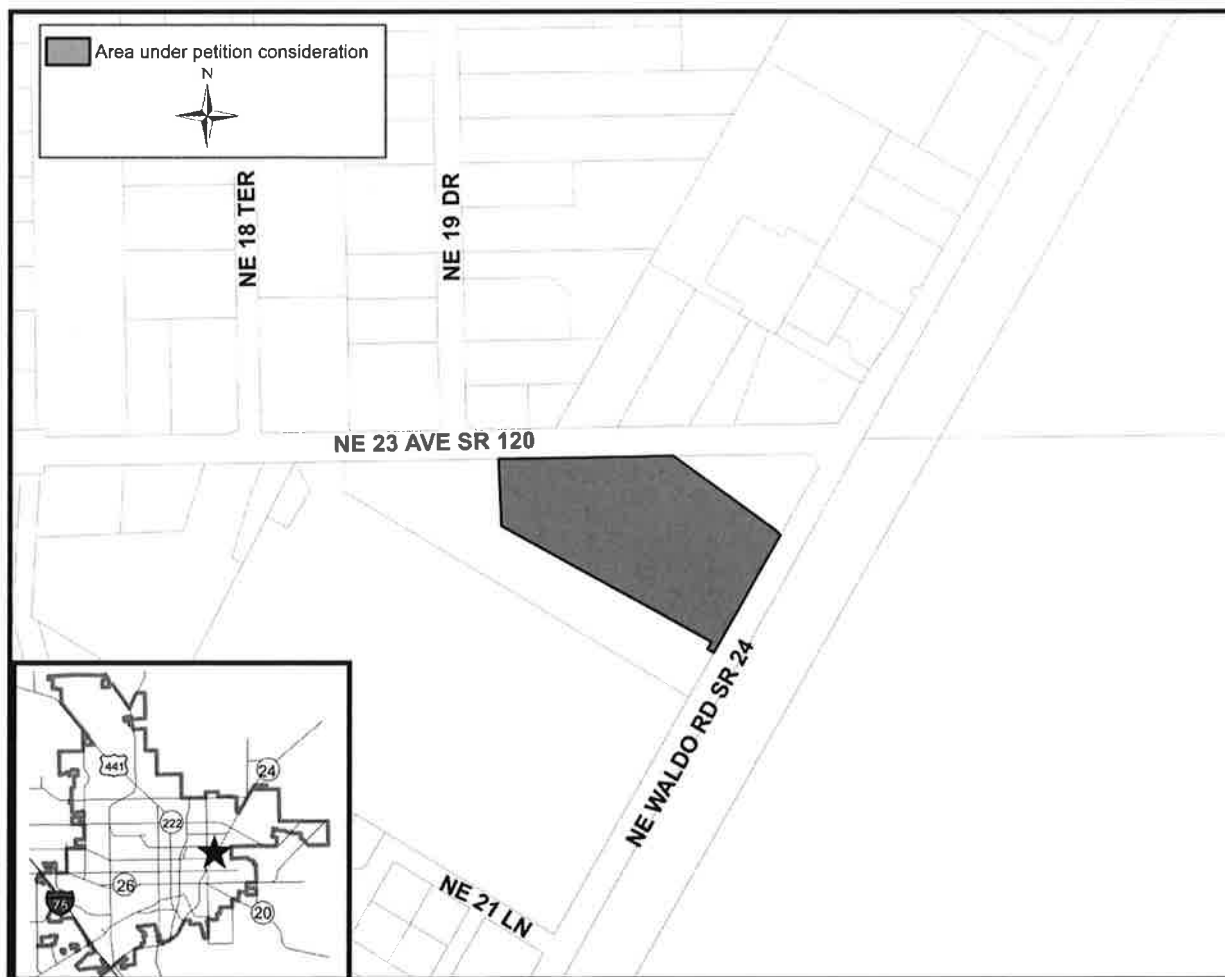 Area under petition consideration
N
NE 18 TER
NE 19 DR
NE 23 AVE SR 120
NE WALDO RD SR 24
NE 21 LN
441
24
222
26
75
20